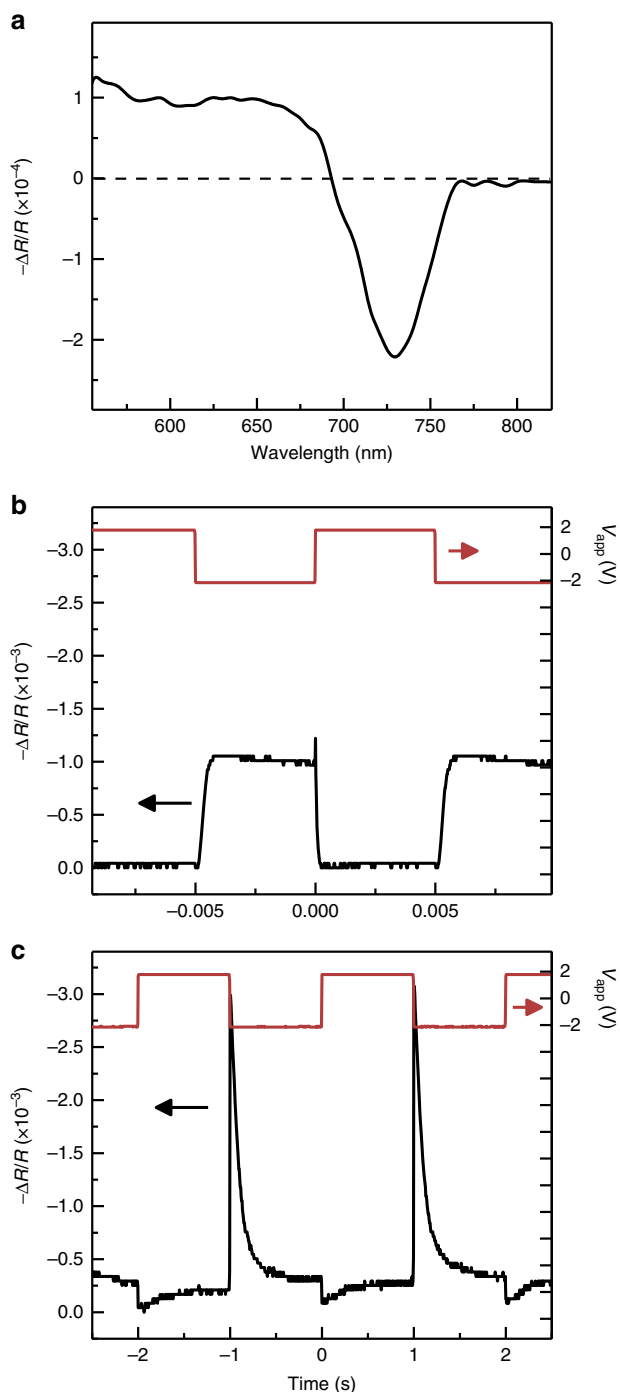 a
−ΔR/R (×10−4)
1
0
−1
−2
600 650 700 750 800
Wavelength (nm)
b
−ΔR/R (×10−3)
−3.0
−2.5
−2.0
−1.5
−1.0
−0.5
0.0
2
0
−2
Vapp (V)
−0.005 0.000 0.005
c
−ΔR/R (×10−3)
−3.0
−2.5
−2.0
−1.5
−1.0
−0.5
0.0
2
0
−2
Vapp (V)
−2 −1 0 1 2
Time (s)